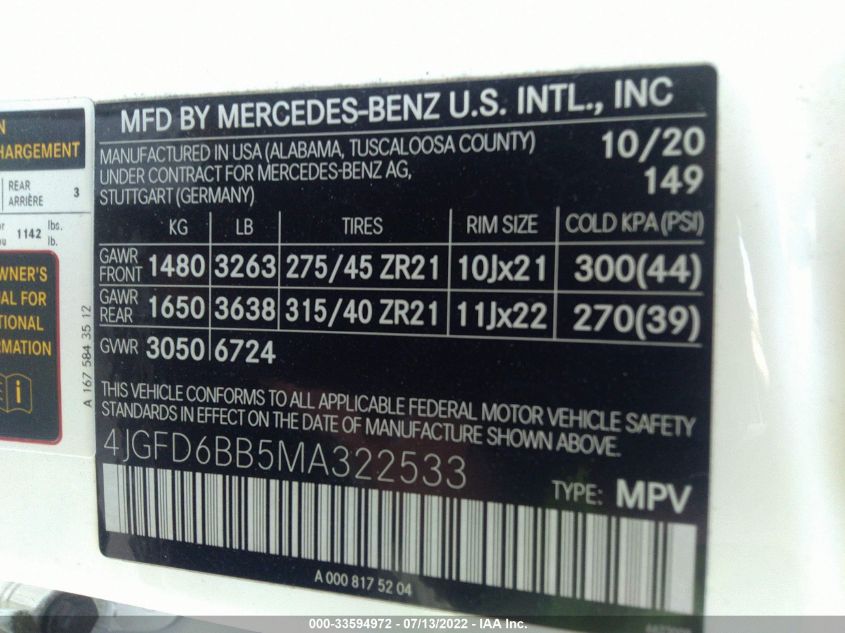 MFD BY MERCEDES-BENZ U.S. INTL., INC
MANUFACTURED IN USA (ALABAMA, TUSCALOOSA COUNTY) 10/20
UNDER CONTRACT FOR MERCEDES-BENZ AG, 149
STUTTGART (GERMANY)
KG LB TIRES RIM SIZE COLD KPA (PSI)
GAWR FRONT 1480 3263 275/45 ZR21 10Jx21 300(44)
GAWR REAR 1650 3638 315/40 ZR21 11Jx22 270(39)
GVWR 3050 6724
THIS VEHICLE CONFORMS TO ALL APPLICABLE FEDERAL MOTOR VEHICLE SAFETY
STANDARDS IN EFFECT ON THE DATE OF MANUFACTURE SHOWN ABOVE.
4JGFD6BB5MA322533
TYPE: MPV
A 000 817 52 04
HARGEMENT
REAR
ARRIÈRE 3
1142 lbs.
lb.
WNER'S
AL FOR
TIONAL
RMATION
A 167 584 35 12
000-33594972 - 07/13/2022 - IAA Inc.